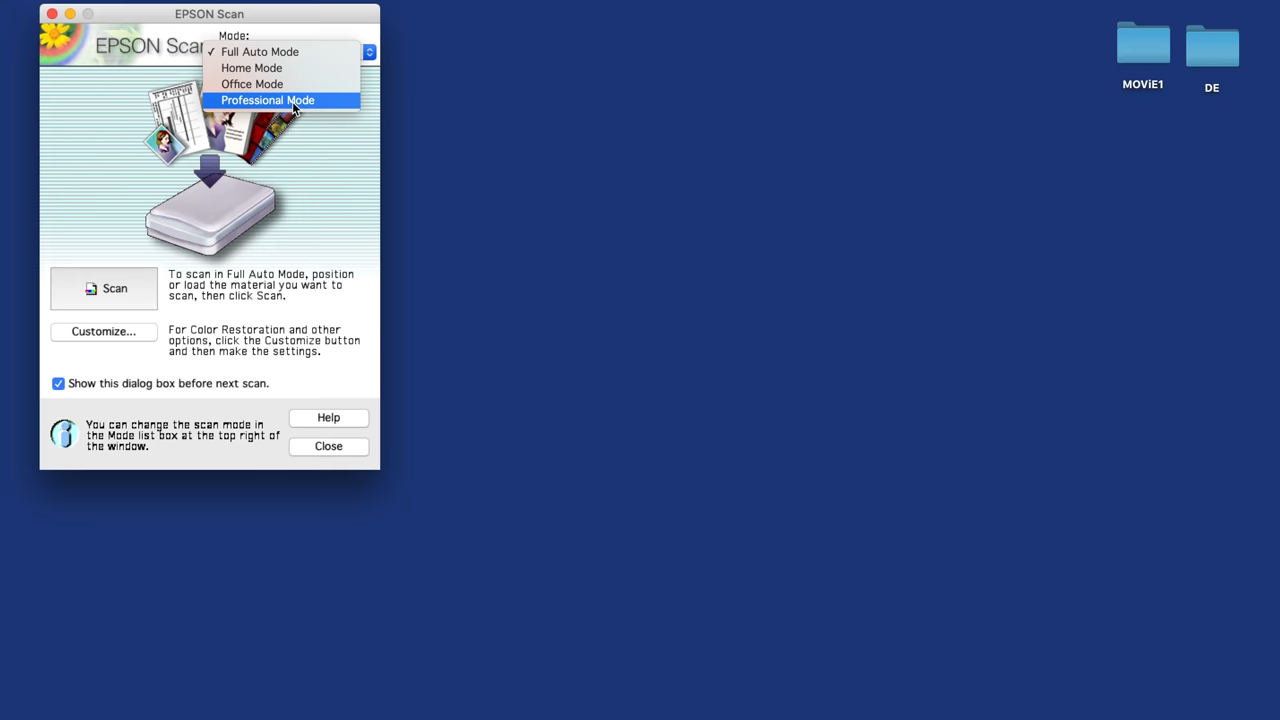 EPSON Scan
EPSON Sca
Mode:
✓ Full Auto Mode
Home Mode
Office Mode
Professional Mode
Scan
To scan in Full Auto Mode, position
or load the material you want to
scan, then click Scan.
Customize...
For Color Restoration and other
options, click the Customize button
and then make the settings.
Show this dialog box before next scan.
You can change the scan mode in
the Mode list box at the top right of
the window.
Help
Close
MOViE1
DE